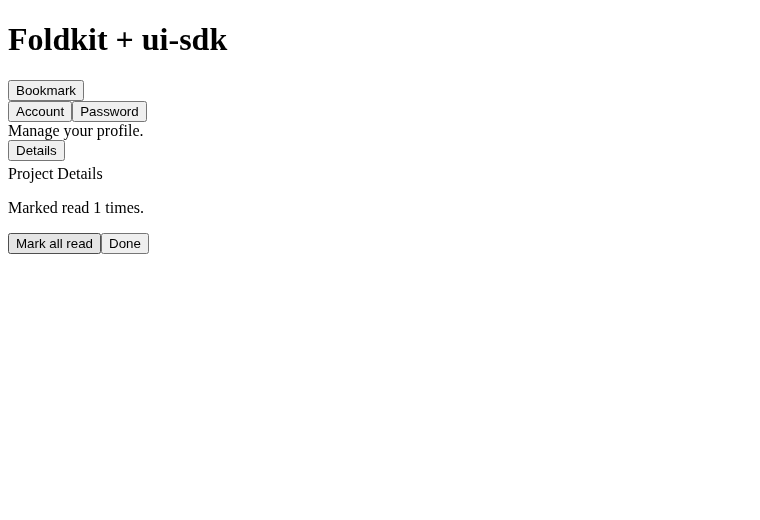 Foldkit + ui-sdk
Bookmark
Account Password
Manage your profile.
Details
Project Details
Marked read 1 times.
Mark all read Done